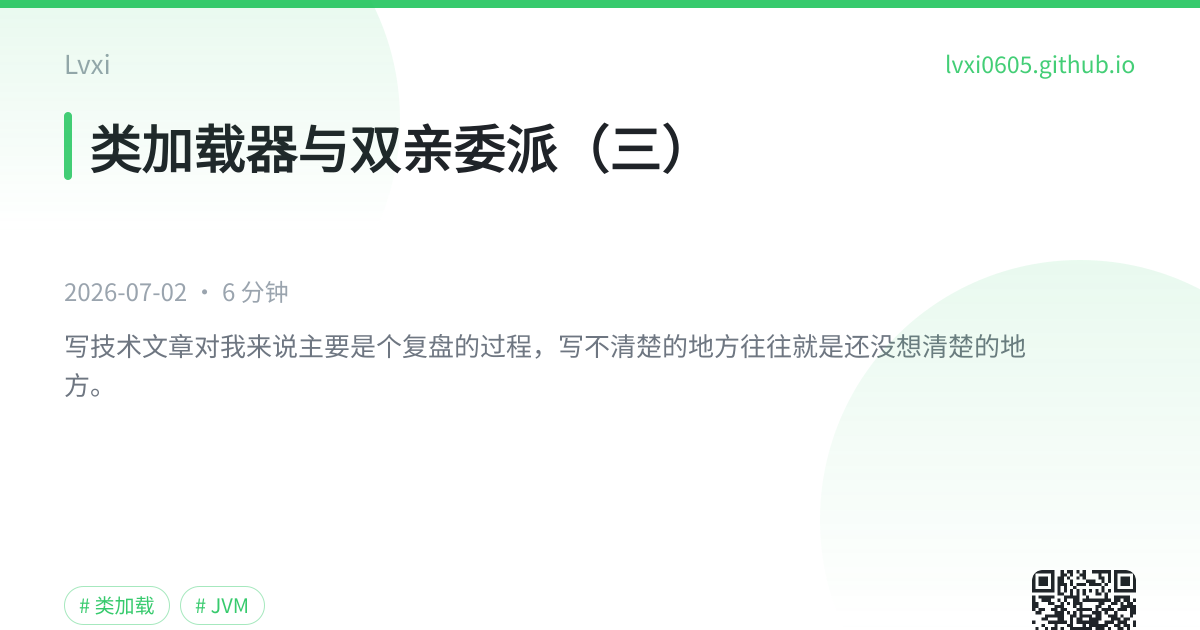 Lvxi
lvxi0605.github.io
类加载器与双亲委派（三）
2026-07-02 · 6 分钟
写技术文章对我来说主要是个复盘的过程，写不清楚的地方往往就是还没想清楚的地
方。
# 类加载
# JVM